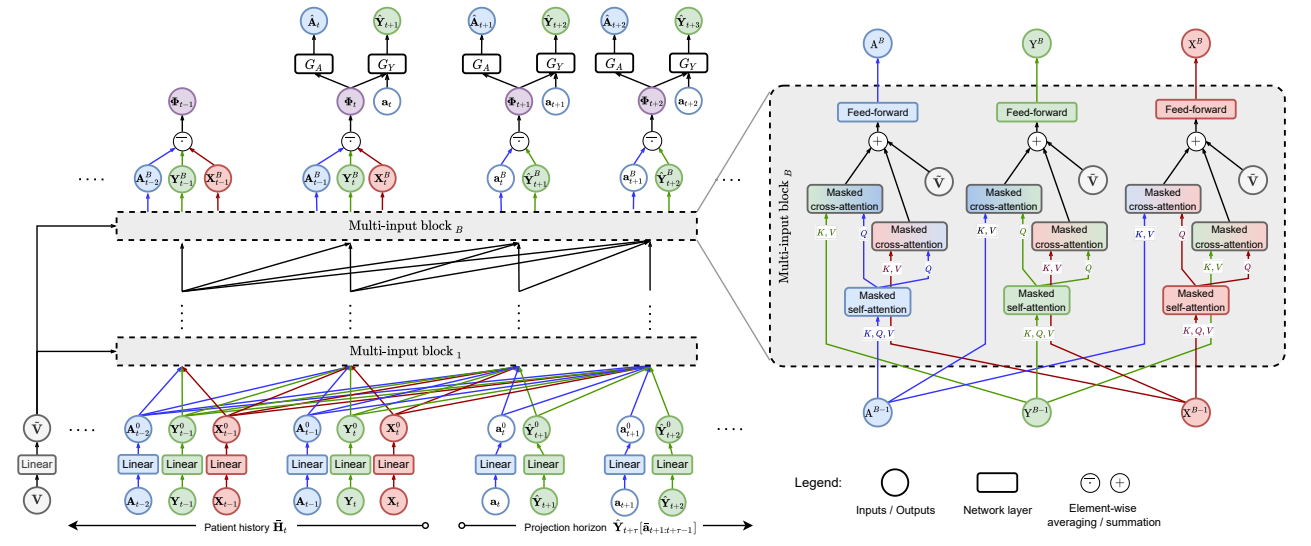 Â_t Ŷ_{t+1} Â_{t+1} Ŷ_{t+2} Â_{t+2} Ŷ_{t+3}
G_A G_Y G_A G_Y G_A G_Y
Φ_{t-1} Φ_t a_t Φ_{t+1} a_{t+1} Φ_{t+2} a_{t+2}
A^B_{t-2} Y^B_{t-1} X^B_{t-1} A^B_{t-1} Y^B_t X^B_t a^B_t Ŷ^B_{t+1} a^B_{t+1} Ŷ^B_{t+2}
Multi-input block _B
Multi-input block _1
Ṽ A^0_{t-2} Y^0_{t-1} X^0_{t-1} A^0_{t-1} Y^0_t X^0_t a^0_t Ŷ^0_{t+1} a^0_{t+1} Ŷ^0_{t+2}
Linear Linear Linear Linear Linear Linear Linear Linear Linear Linear Linear
V A_{t-2} Y_{t-1} X_{t-1} A_{t-1} Y_t X_t a_t Ŷ_{t+1} a_{t+1} Ŷ_{t+2}
Patient history H̄_t
Projection horizon Ŷ_{t+τ}[ā_{t+1:t+τ-1}]
A^B Y^B X^B
Multi-input block _B
Feed-forward Feed-forward Feed-forward
+ + +
Ṽ Ṽ Ṽ
Masked
cross-attention
Masked
cross-attention
Masked
cross-attention
Masked
cross-attention
Masked
cross-attention
Masked
cross-attention
K, V Q K, V Q K, V Q
K, V Q K, V Q K, V Q
Masked
self-attention
Masked
self-attention
Masked
self-attention
K, Q, V K, Q, V K, Q, V
A^{B-1} Y^{B-1} X^{B-1}
Legend:
+
Inputs / Outputs
Network layer
Element-wise
averaging / summation